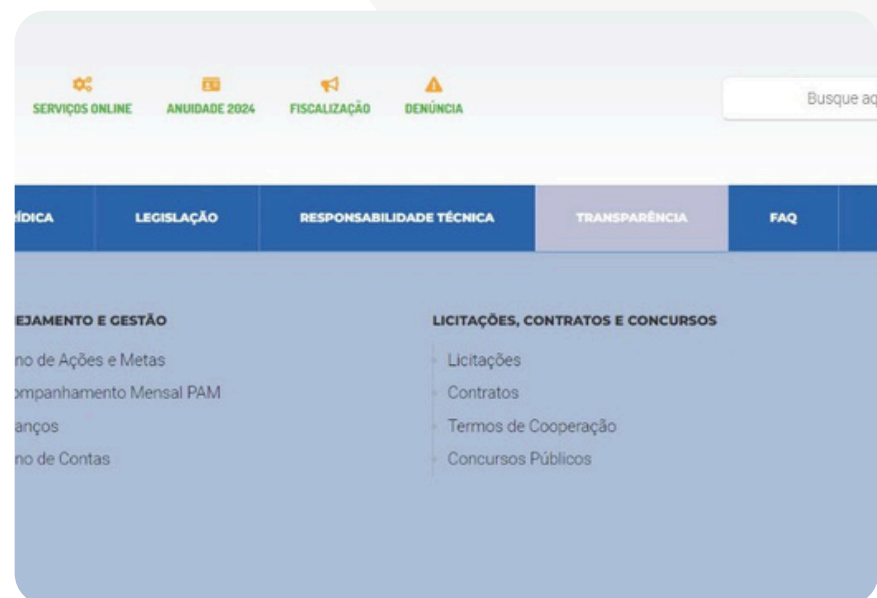 SERVIÇOS ONLINE
ANUIDADE 2024
FISCALIZAÇÃO
DENÚNCIA
Busque aq
ÍDICA
LEGISLAÇÃO
RESPONSABILIDADE TÉCNICA
TRANSPARÊNCIA
FAQ
EJAMENTO E GESTÃO
no de Ações e Metas
ompanhamento Mensal PAM
anços
no de Contas
LICITAÇÕES, CONTRATOS E CONCURSOS
Licitações
Contratos
Termos de Cooperação
Concursos Públicos